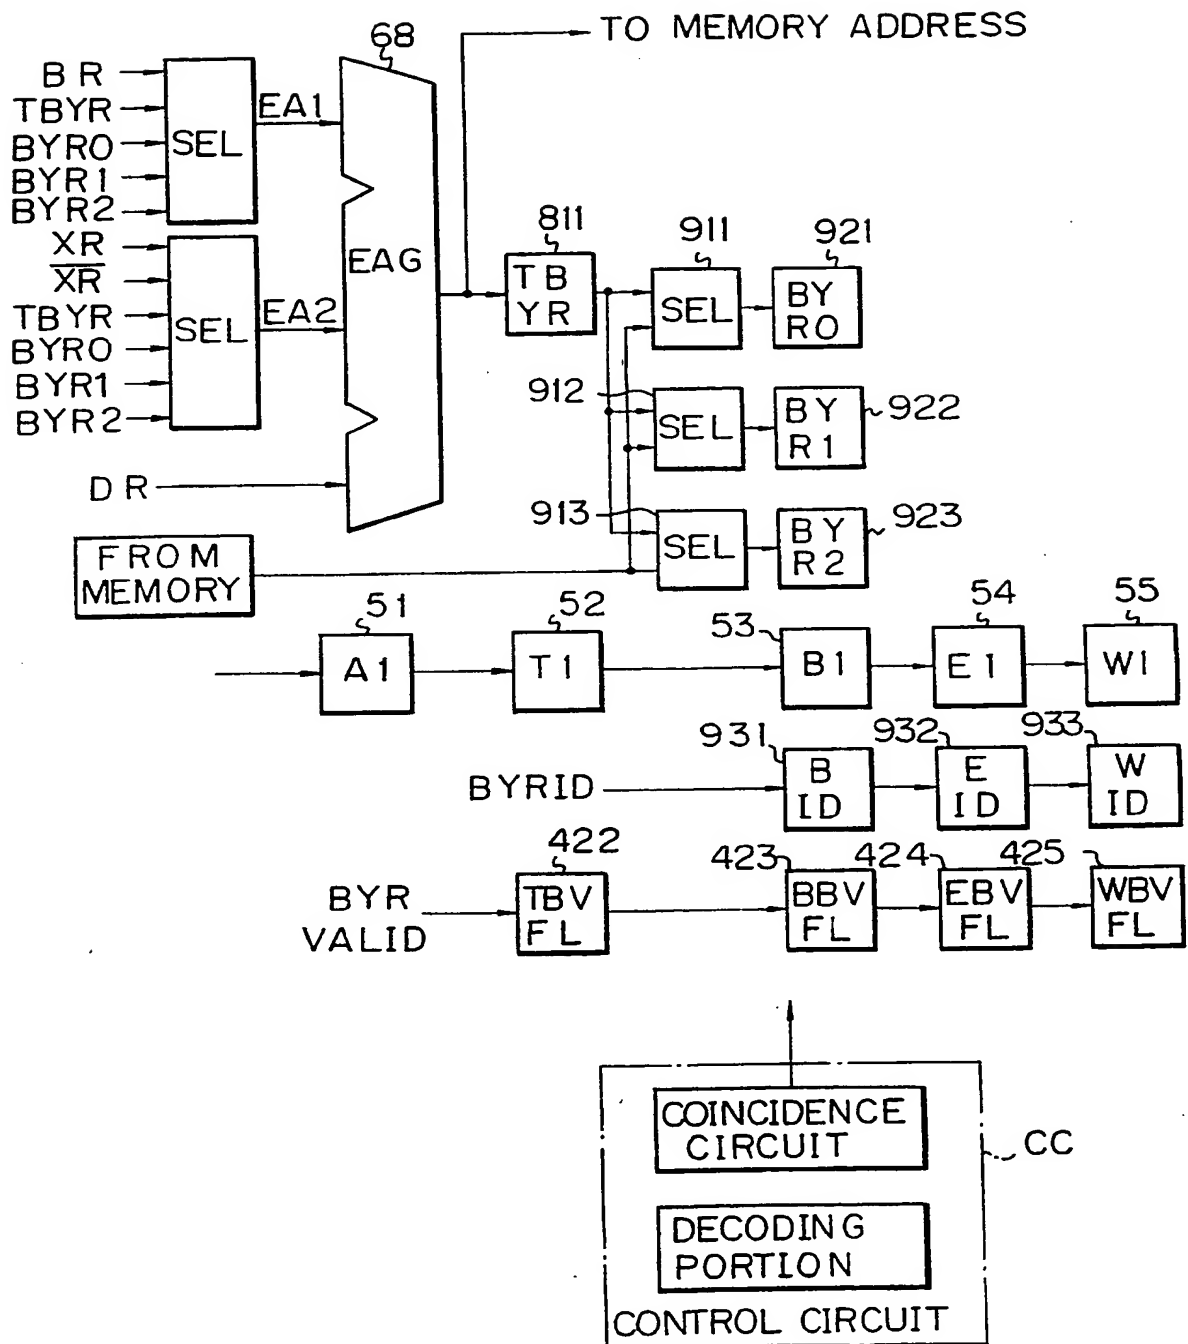 TO MEMORY ADDRESS
68
BR
TBYR
BYR0
BYR1
BYR2
SEL
EA1
XR
X̅R̅
TBYR
BYR0
BYR1
BYR2
SEL
EA2
EAG
DR
811
TB
YR
911
SEL
921
BY
R0
912
SEL
BY
R1
922
913
SEL
BY
R2
923
FROM
MEMORY
51
A1
52
T1
53
B1
54
E1
55
W1
BYRID
931
B
ID
932
E
ID
933
W
ID
BYR
VALID
422
TBV
FL
423
BBV
FL
424
EBV
FL
425
WBV
FL
COINCIDENCE
CIRCUIT
CC
DECODING
PORTION
CONTROL CIRCUIT